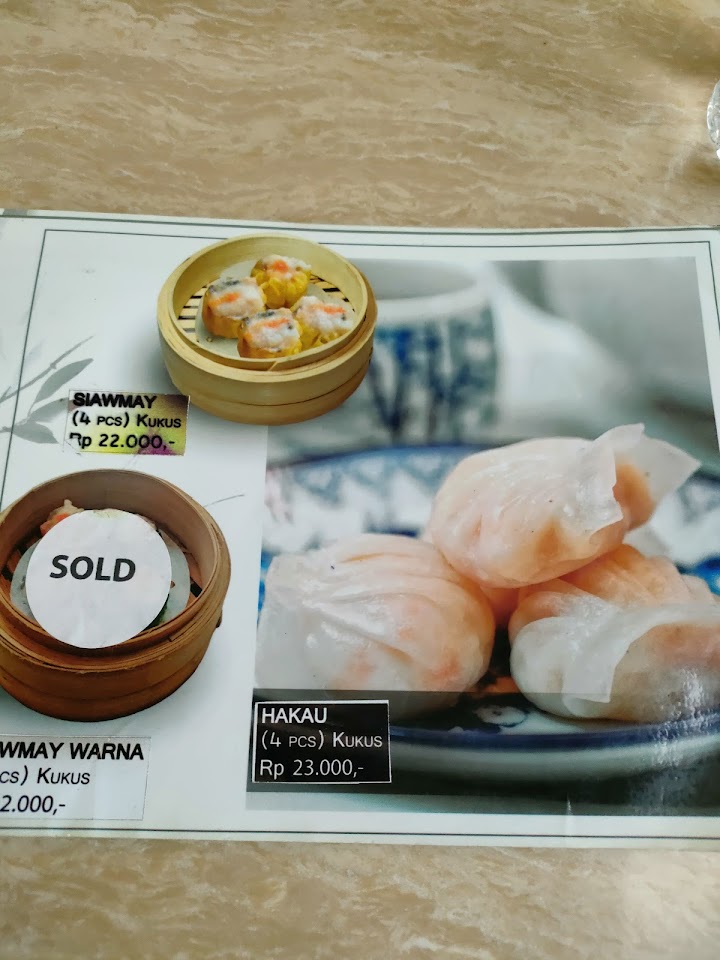 SIAWMAY
(4 PCS) KUKUS
Rp 22.000,-
SOLD
WMAY WARNA
CS) KUKUS
2.000,-
HAKAU
(4 PCS) KUKUS
Rp 23.000,-